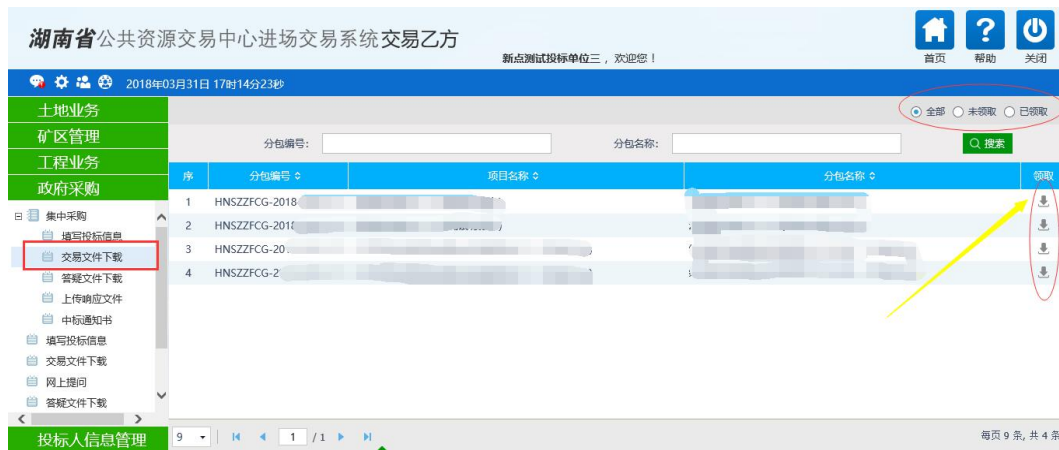 湖南省公共资源交易中心进场交易系统交易乙方
新点测试投标单位三，欢迎您！
首页 帮助 关闭
2018年03月31日 17时14分23秒
土地业务
矿区管理
工程业务
政府采购
集中采购
填写投标信息
交易文件下载
答疑文件下载
上传响应文件
中标通知书
填写投标信息
交易文件下载
网上提问
答疑文件下载
投标人信息管理
全部 未领取 已领取
分包编号: 分包名称: 搜索
序 分包编号 项目名称 分包名称 领取
1 HNSZZFCG-2018
2 HNSZZFCG-201
3 HNSZZFCG-20
4 HNSZZFCG-2
9 1 / 1 每页 9 条, 共 4 条